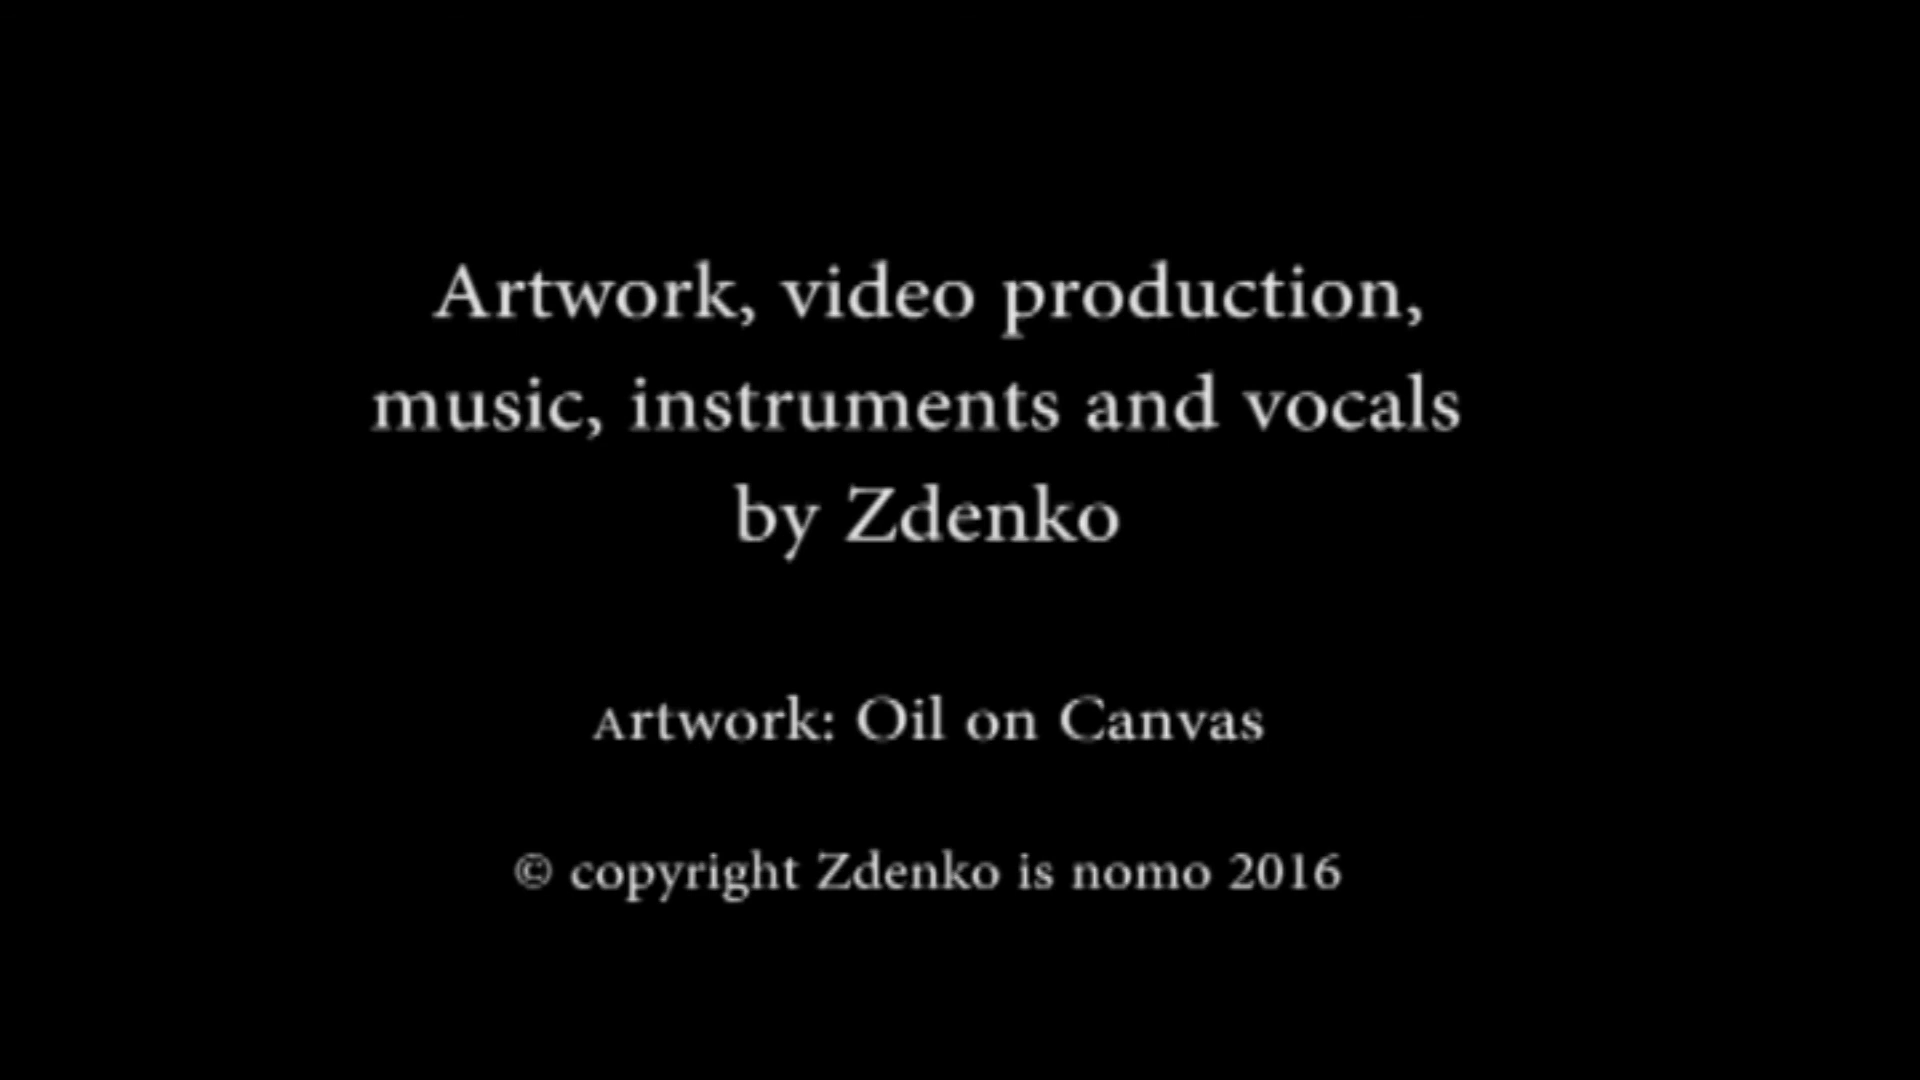 Artwork, video production,
music, instruments and vocals
by Zdenko
Artwork: Oil on Canvas
© copyright Zdenko is nomo 2016